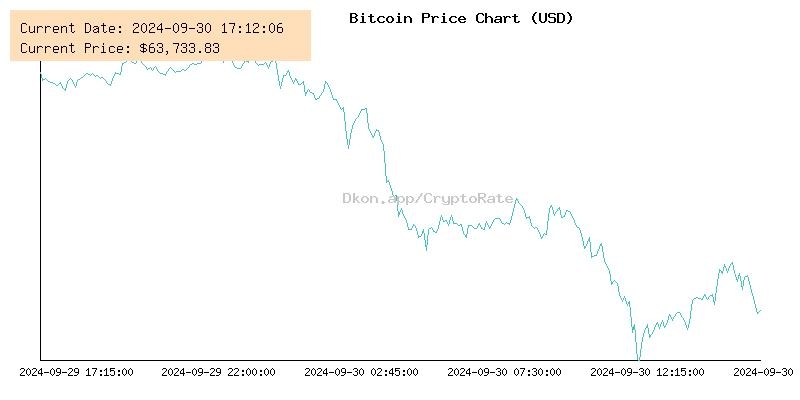 Bitcoin Price Chart (USD)
Current Date: 2024-09-30 17:12:06
Current Price: $63,733.83
Dkon.app/CryptoRate
2024-09-29 17:15:00 2024-09-29 22:00:00 2024-09-30 02:45:00 2024-09-30 07:30:00 2024-09-30 12:15:00 2024-09-30